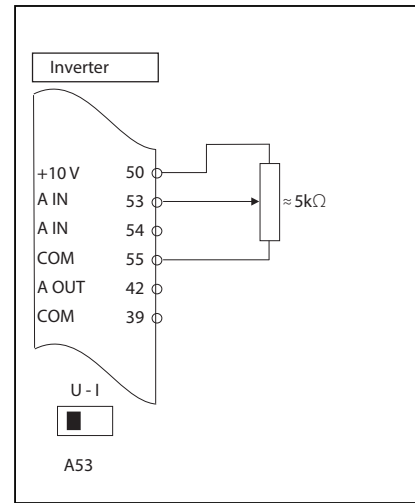 Inverter
+10 V 50
A IN 53
A IN 54
COM 55
A OUT 42
COM 39
≈ 5kΩ
U - I
A53